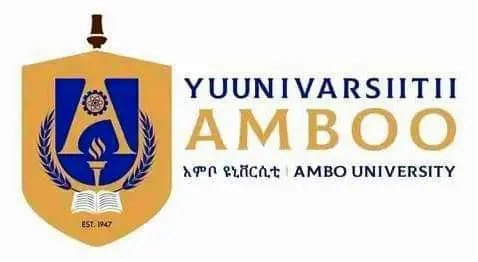 YUUNIVARSIITII
AMBOO
አምቦ ዩኒቨርሲቲ | AMBO UNIVERSITY
A
EST. 1947